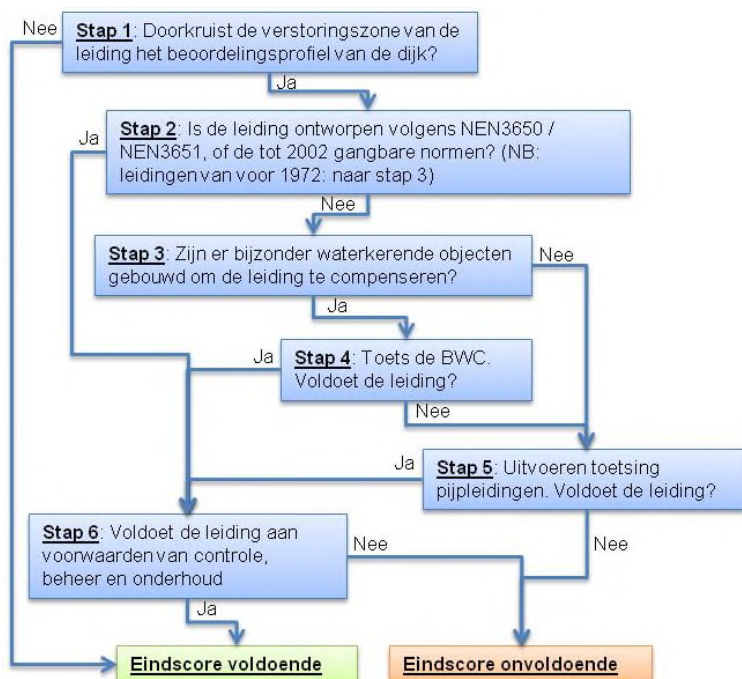 Nee
Stap 1: Doorkruist de verstoringszone van de
leiding het beoordelingsprofiel van de dijk?
Ja
Ja
Stap 2: Is de leiding ontworpen volgens NEN3650 /
NEN3651, of de tot 2002 gangbare normen? (NB:
leidingen van voor 1972: naar stap 3)
Nee
Stap 3: Zijn er bijzonder waterkerende objecten
gebouwd om de leiding te compenseren?
Nee
Ja
Ja
Stap 4: Toets de BWC.
Voldoet de leiding?
Nee
Ja
Stap 5: Uitvoeren toetsing
pijpleidingen. Voldoet de leiding?
Stap 6: Voldoet de leiding aan
voorwaarden van controle,
beheer en onderhoud
Nee
Nee
Ja
Eindscore voldoende
Eindscore onvoldoende